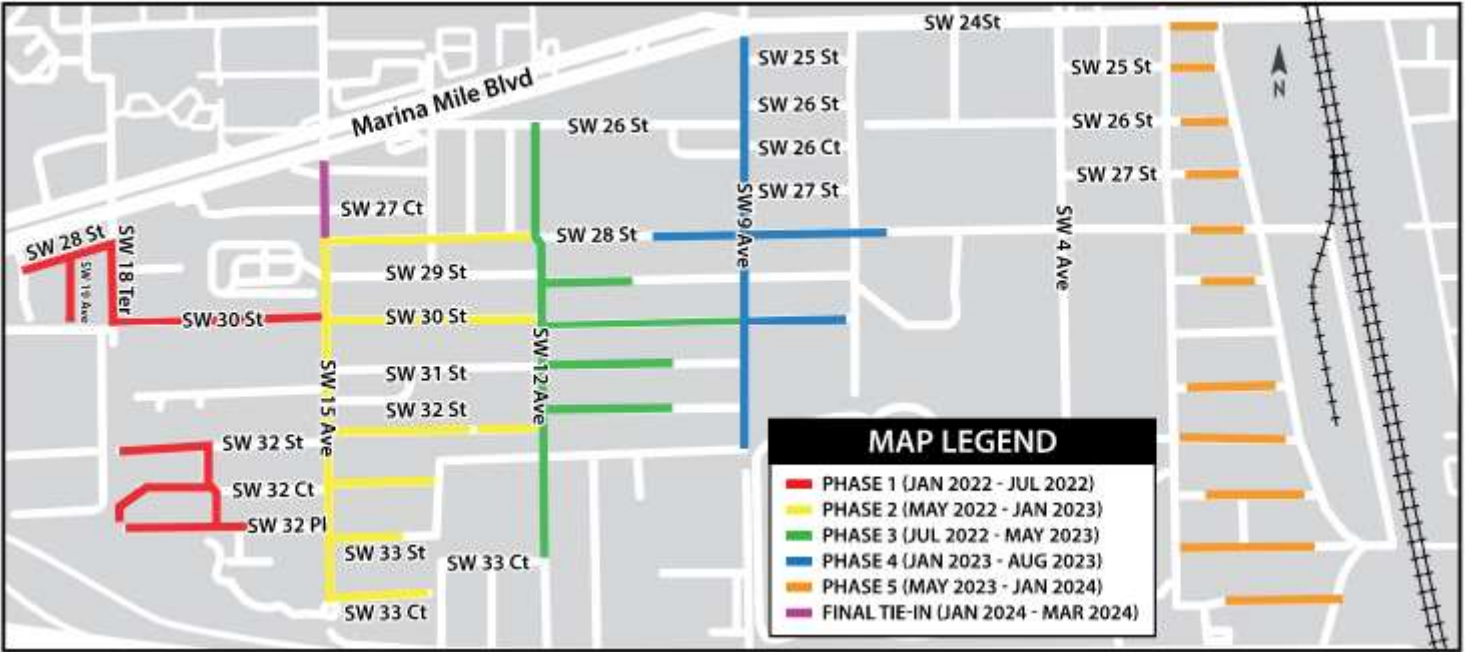 SW 24St
SW 25 St
SW 25 St
N
Marina Mile Blvd
SW 26 St
SW 26 St
SW 26 St
SW 26 Ct
SW 27 St
SW 27 St
SW 27 Ct
SW 9 Ave
SW 4 Ave
SW 28 St
SW 18 Ter
SW 19 Ave
SW 28 St
SW 29 St
SW 30 St
SW 30 St
SW 12 Ave
SW 15 Ave
SW 31 St
SW 32 St
SW 32 St
SW 32 Ct
SW 32 Pl
SW 33 St
SW 33 Ct
SW 33 Ct
MAP LEGEND
PHASE 1 (JAN 2022 - JUL 2022)
PHASE 2 (MAY 2022 - JAN 2023)
PHASE 3 (JUL 2022 - MAY 2023)
PHASE 4 (JAN 2023 - AUG 2023)
PHASE 5 (MAY 2023 - JAN 2024)
FINAL TIE-IN (JAN 2024 - MAR 2024)